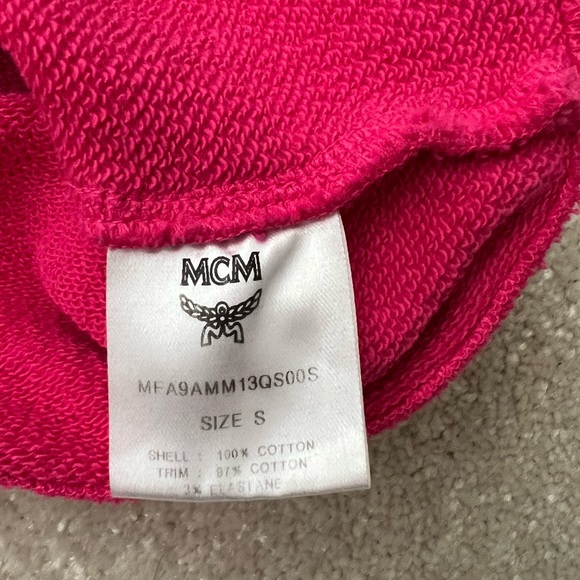 MCM
MFA9AMM13QS00S
SIZE S
SHELL : 100% COTTON
TRIM : 97% COTTON
3% ELASTANE